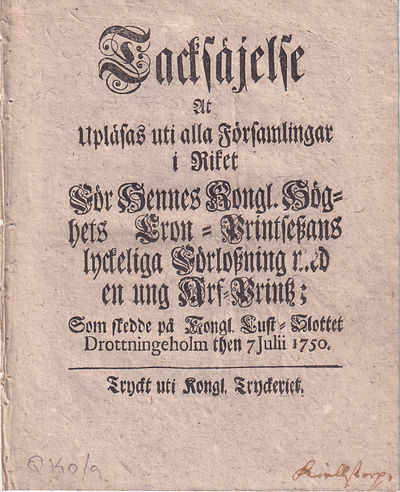 Tacksäjelse
At
Upläsas uti alla Församlingar
i Riket
För Hennes Kongl. Hög-
hets Cron-Printseßans
lyckeliga Förloßning med
en ung Arf-Printz;
Som skedde på Kongl. Lust-Slottet
Drottningeholm then 7 Julii 1750.
Tryckt uti Kongl. Tryckeriet.